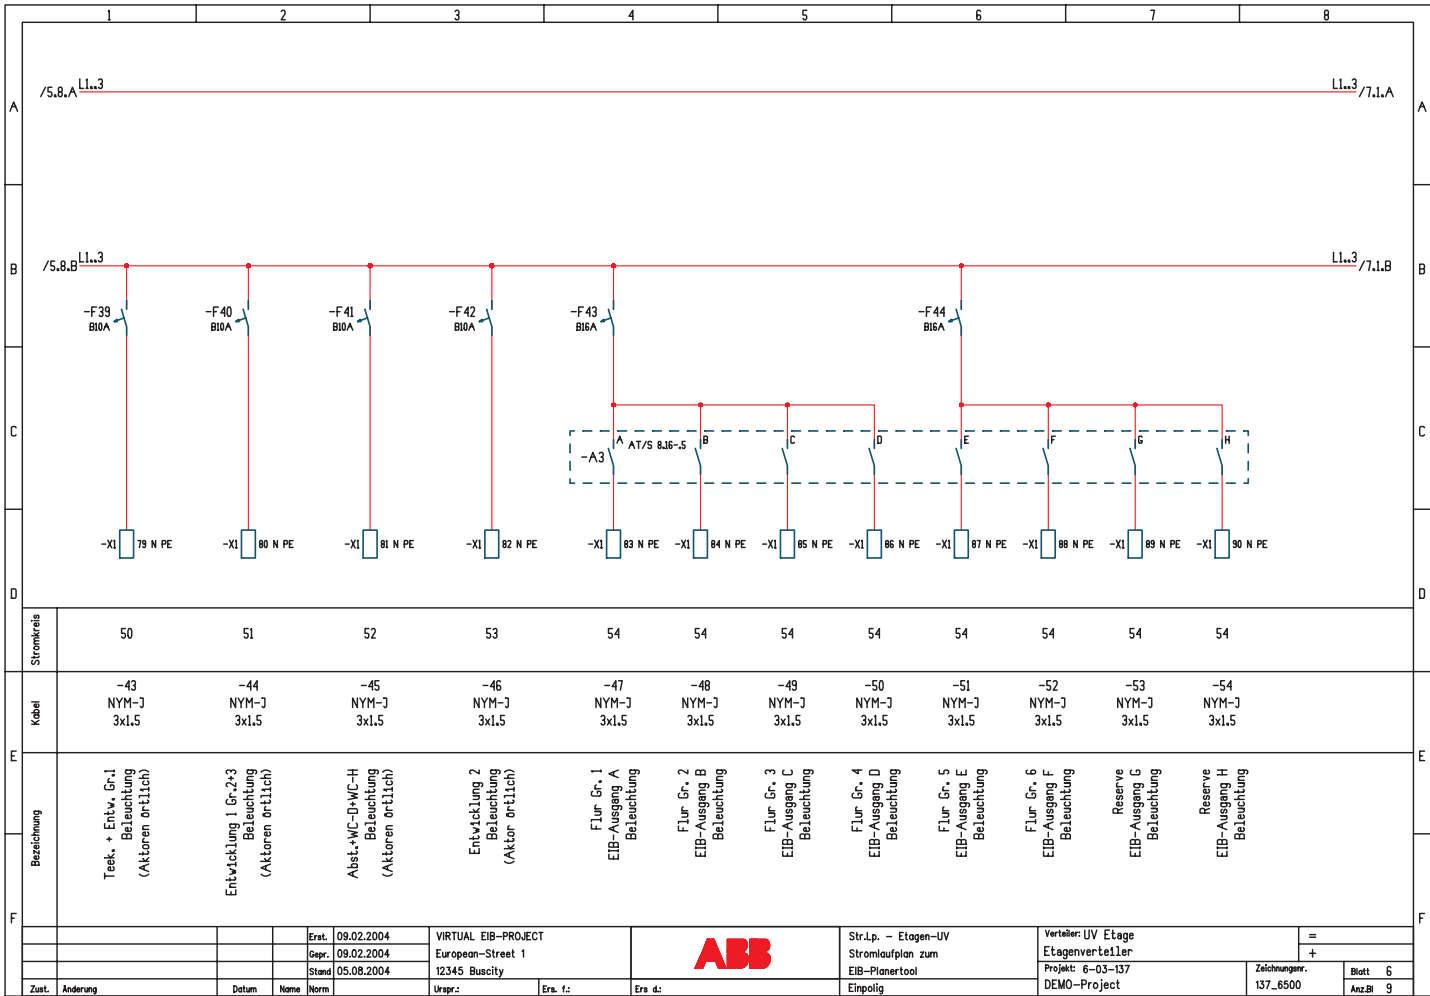 1 2 3 4 5 6 7 8
A A
/5.8.A L1..3 L1..3 /7.1.A
B B
/5.8.B L1..3 L1..3 /7.1.B
-F39 -F40 -F41 -F42 -F43 -F44
B10A B10A B10A B10A B16A B16A
C C
A AT/S 8.16-.5 B C D E F G H
-A3
-X1 79 N PE -X1 80 N PE -X1 81 N PE -X1 82 N PE -X1 83 N PE -X1 84 N PE -X1 85 N PE -X1 86 N PE -X1 87 N PE -X1 88 N PE -X1 89 N PE -X1 90 N PE
D D
Stromkreis 50 51 52 53 54 54 54 54 54 54 54 54
Kabel
-43 -44 -45 -46 -47 -48 -49 -50 -51 -52 -53 -54
NYM-J NYM-J NYM-J NYM-J NYM-J NYM-J NYM-J NYM-J NYM-J NYM-J NYM-J NYM-J
3x1.5 3x1.5 3x1.5 3x1.5 3x1.5 3x1.5 3x1.5 3x1.5 3x1.5 3x1.5 3x1.5 3x1.5
E E
Bezeichnung
Teek. + Entw. Gr.1
Beleuchtung
(Aktoren örtlich)
Entwicklung 1 Gr.2+3
Beleuchtung
(Aktoren örtlich)
Abst.+WC-D+WC-H
Beleuchtung
(Aktoren örtlich)
Entwicklung 2
Beleuchtung
(Aktor örtlich)
Flur Gr. 1
EIB-Ausgang A
Beleuchtung
Flur Gr. 2
EIB-Ausgang B
Beleuchtung
Flur Gr. 3
EIB-Ausgang C
Beleuchtung
Flur Gr. 4
EIB-Ausgang D
Beleuchtung
Flur Gr. 5
EIB-Ausgang E
Beleuchtung
Flur Gr. 6
EIB-Ausgang F
Beleuchtung
Reserve
EIB-Ausgang G
Beleuchtung
Reserve
EIB-Ausgang H
Beleuchtung
F F
Erst. 09.02.2004
Gepr. 09.02.2004
Stand 05.08.2004
Zust. Anderung Datum Name Norm
VIRTUAL EIB-PROJECT
European-Street 1
12345 Buscity
Urspr.: Ers. f.: Ers d.:
ABB
Str.Lp. - Etagen-UV
Stromlaufplan zum
EIB-Planertool
Einpolig
Verteiler: UV Etage =
Etagenverteiler +
Projekt: 6-03-137
DEMO-Project
Zeichnungsnr.
137_6500
Blatt 6
Anz.Bl 9